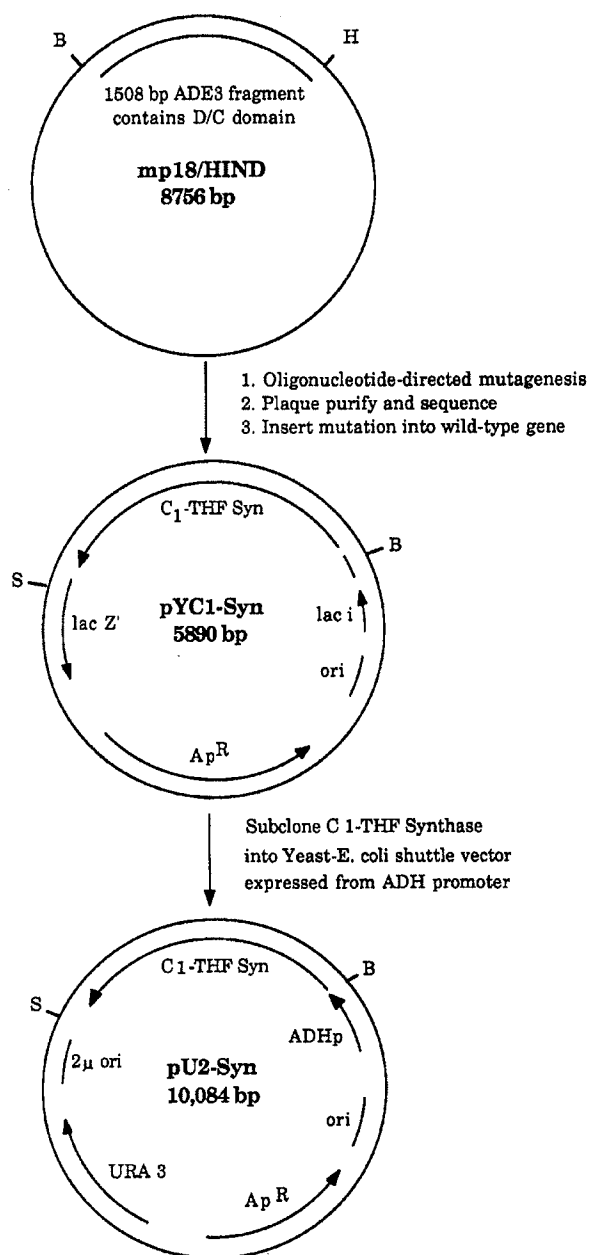 B
H
1508 bp ADE3 fragment
contains D/C domain
mp18/HIND
8756 bp
1. Oligonucleotide-directed mutagenesis
2. Plaque purify and sequence
3. Insert mutation into wild-type gene
C1-THF Syn
B
S
pYC1-Syn
5890 bp
lac Z'
lac i
ori
ApR
Subclone C 1-THF Synthase
into Yeast-E. coli shuttle vector
expressed from ADH promoter
C1-THF Syn
B
S
ADHp
2μ ori
pU2-Syn
10,084 bp
ori
URA 3
ApR